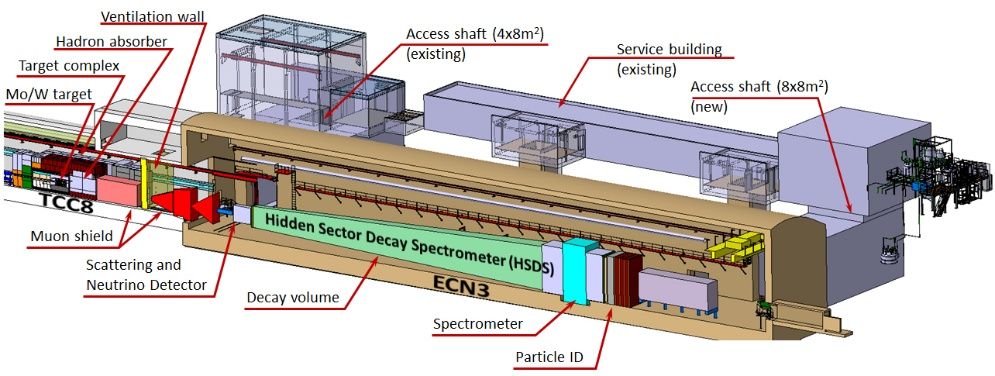 Ventilation wall
Hadron absorber
Target complex
Mo/W target
Access shaft (4x8m²)
(existing)
Service building
(existing)
Access shaft (8x8m²)
(new)
TCC8
Muon shield
Scattering and
Neutrino Detector
Hidden Sector Decay Spectrometer (HSDS)
Decay volume
ECN3
Spectrometer
Particle ID